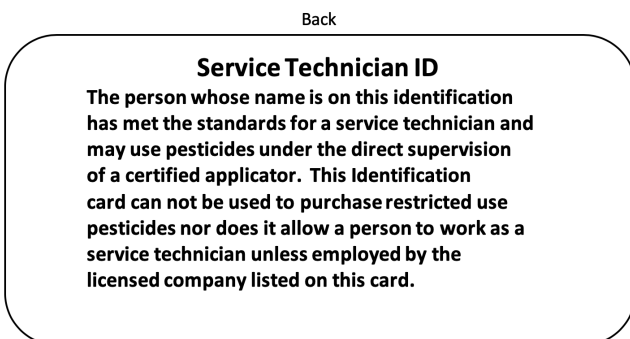 Back
Service Technician ID
The person whose name is on this identification
has met the standards for a service technician and
may use pesticides under the direct supervision
of a certified applicator.  This Identification
card can not be used to purchase restricted use
pesticides nor does it allow a person to work as a
service technician unless employed by the
licensed company listed on this card.